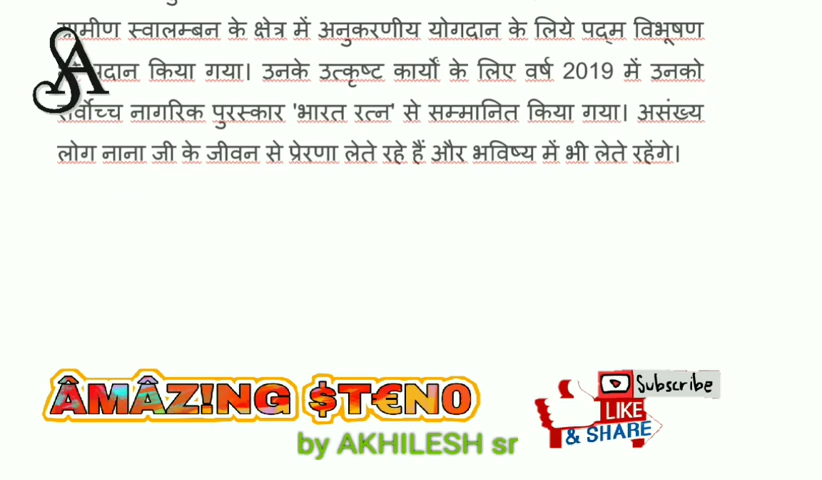 ग्रामीण स्वालम्बन के क्षेत्र में अनुकरणीय योगदान के लिये पद्म विभूषण
प्रदान किया गया। उनके उत्कृष्ट कार्यों के लिए वर्ष 2019 में उनको
सर्वोच्च नागरिक पुरस्कार 'भारत रत्न' से सम्मानित किया गया। असंख्य
लोग नाना जी के जीवन से प्रेरणा लेते रहे हैं और भविष्य में भी लेते रहेंगे।
ÂMÂZ!NG $T€NO
by AKHILESH sr
Subscribe
LIKE
& SHARE